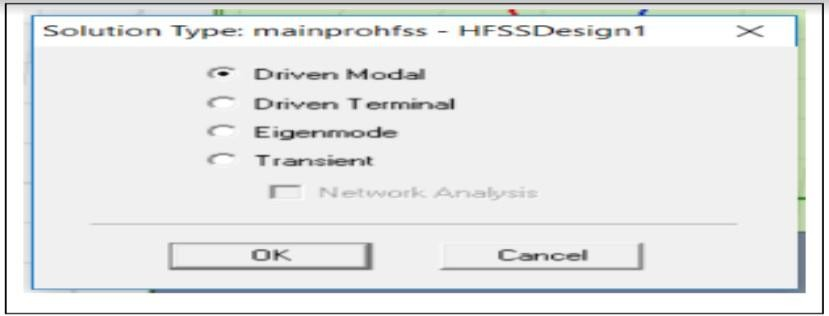 Solution Type: mainprohfss - HFSSDesign1
Driven Modal
Driven Terminal
Eigenmode
Transient
Network Analysis
OK
Cancel